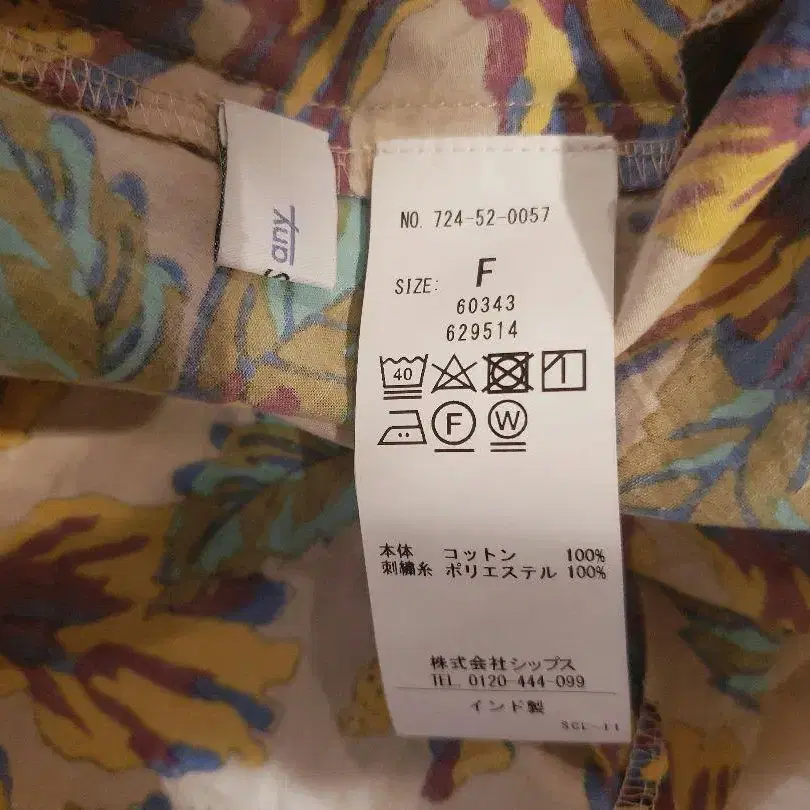 any
NO. 724-52-0057
SIZE: F
60343
629514
40
F W
本体 コットン 100%
刺繍糸 ポリエステル 100%
株式会社シップス
TEL. 0120-444-099
インド製